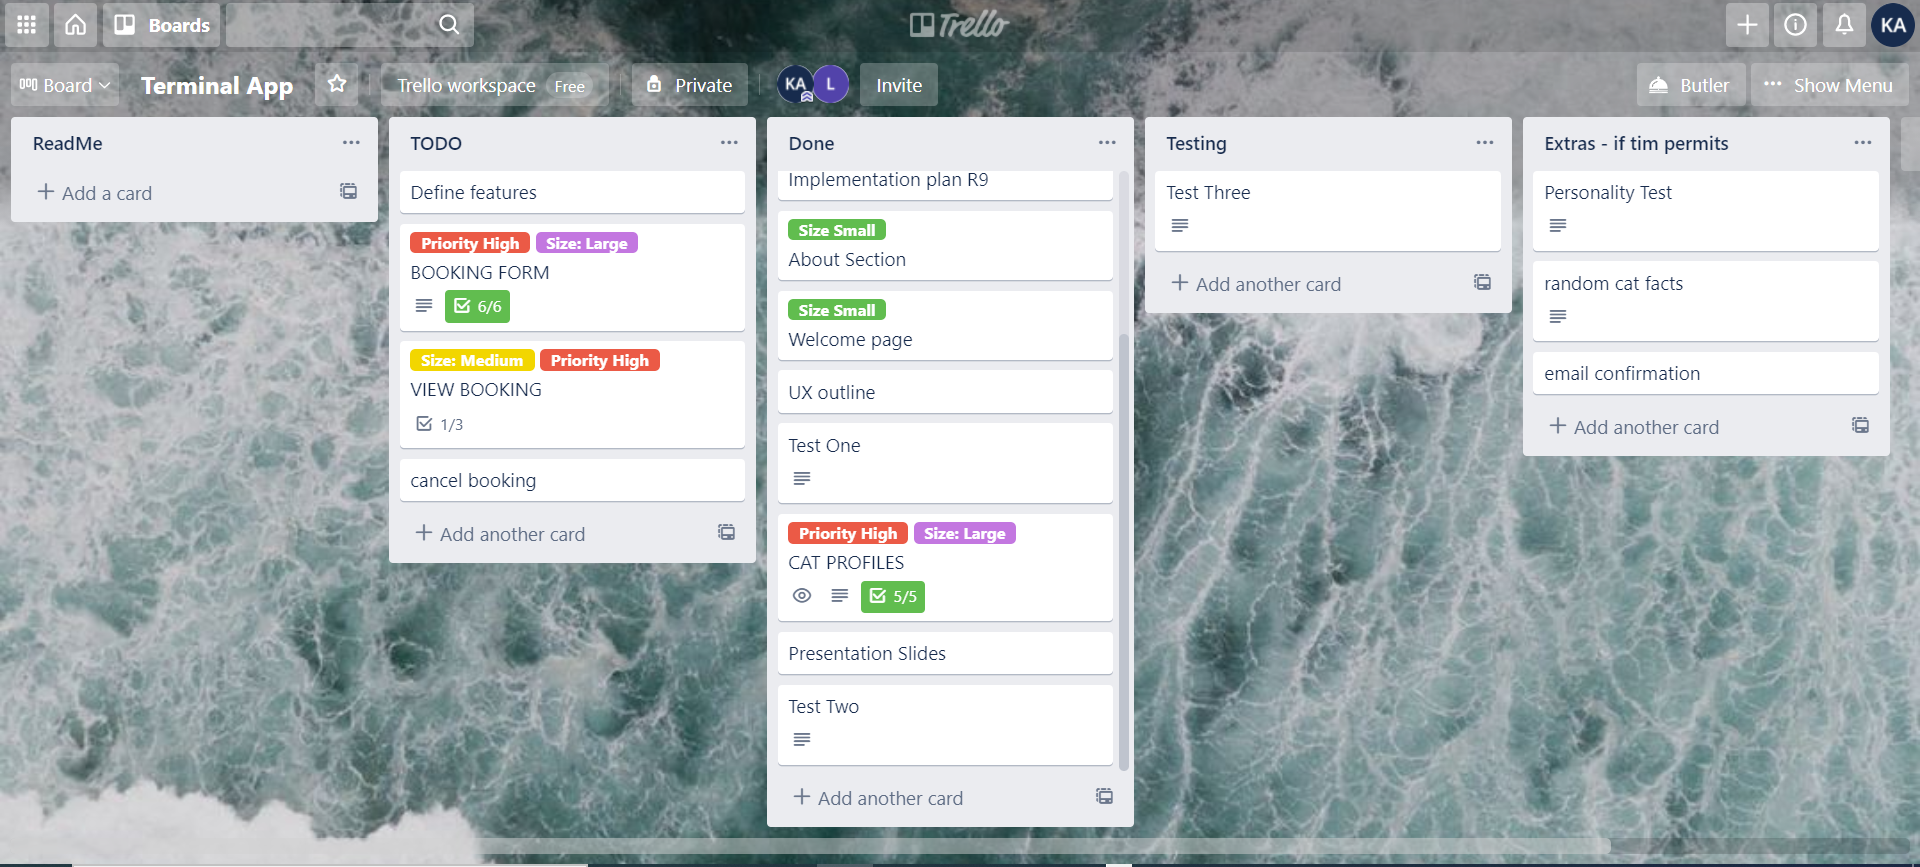 Boards
Trello
KA
Board
Terminal App
Trello workspace Free
Private
KA L
Invite
Butler
··· Show Menu
ReadMe ···
+ Add a card
TODO ···
Define features
Priority High Size: Large
BOOKING FORM
6/6
Size: Medium Priority High
VIEW BOOKING
1/3
cancel booking
+ Add another card
Done ···
Implementation plan R9
Size Small
About Section
Size Small
Welcome page
UX outline
Test One
Priority High Size: Large
CAT PROFILES
5/5
Presentation Slides
Test Two
+ Add another card
Testing ···
Test Three
+ Add another card
Extras - if tim permits ···
Personality Test
random cat facts
email confirmation
+ Add another card